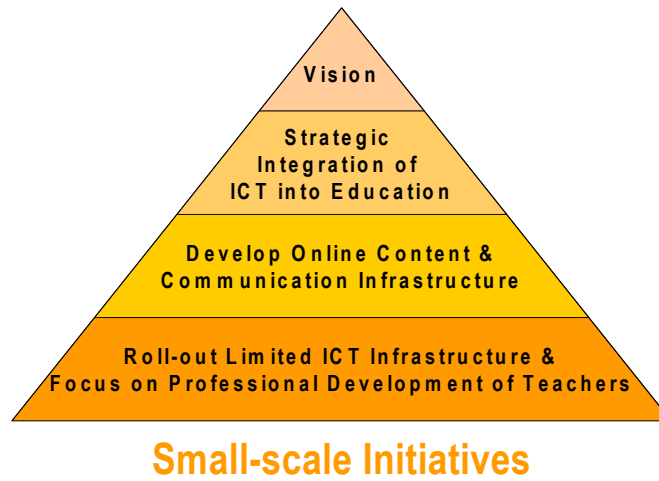 Vision
Strategic
Integration of
ICT into Education
Develop Online Content &
Communication Infrastructure
Roll-out Limited ICT Infrastructure &
Focus on Professional Development of Teachers
Small-scale Initiatives